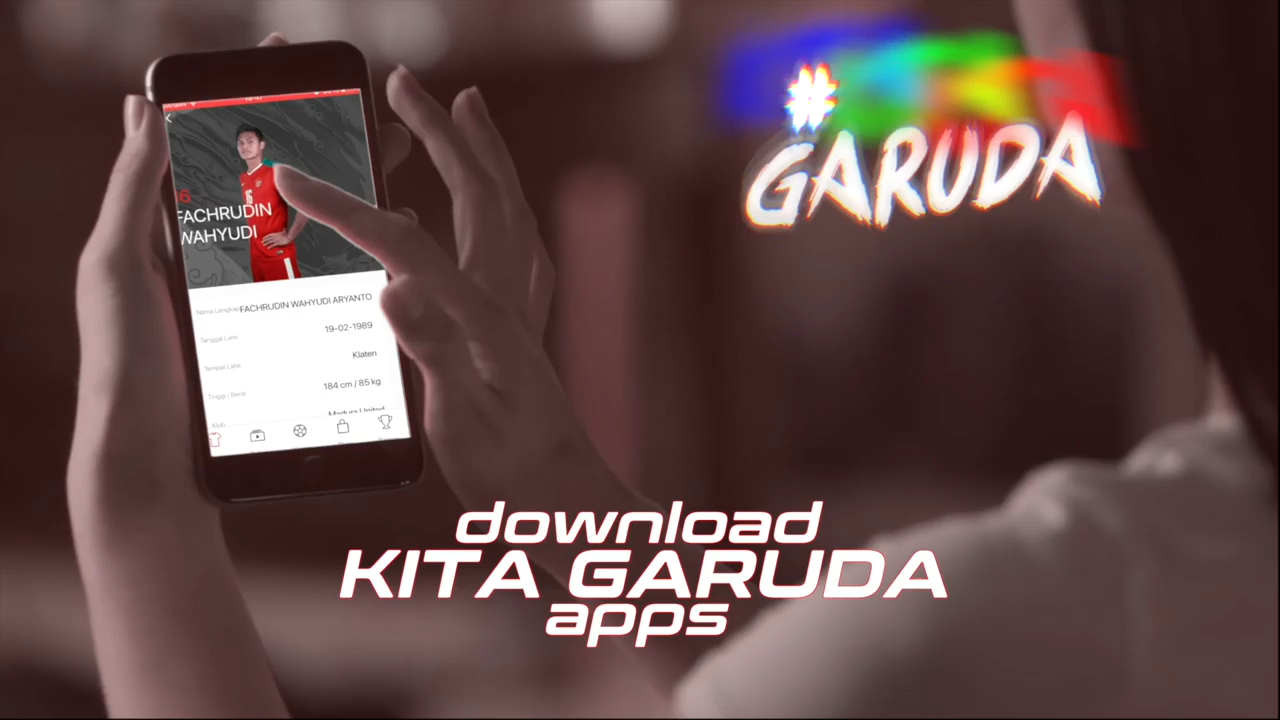 #
GARUDA
16
FACHRUDIN
WAHYUDI
Nama Lengkap FACHRUDIN WAHYUDI ARYANTO
Tanggal Lahir 19-02-1989
Tempat Lahir Klaten
Tinggi / Berat 184 cm / 85 kg
Klub Madura United
download
KITA GARUDA
apps